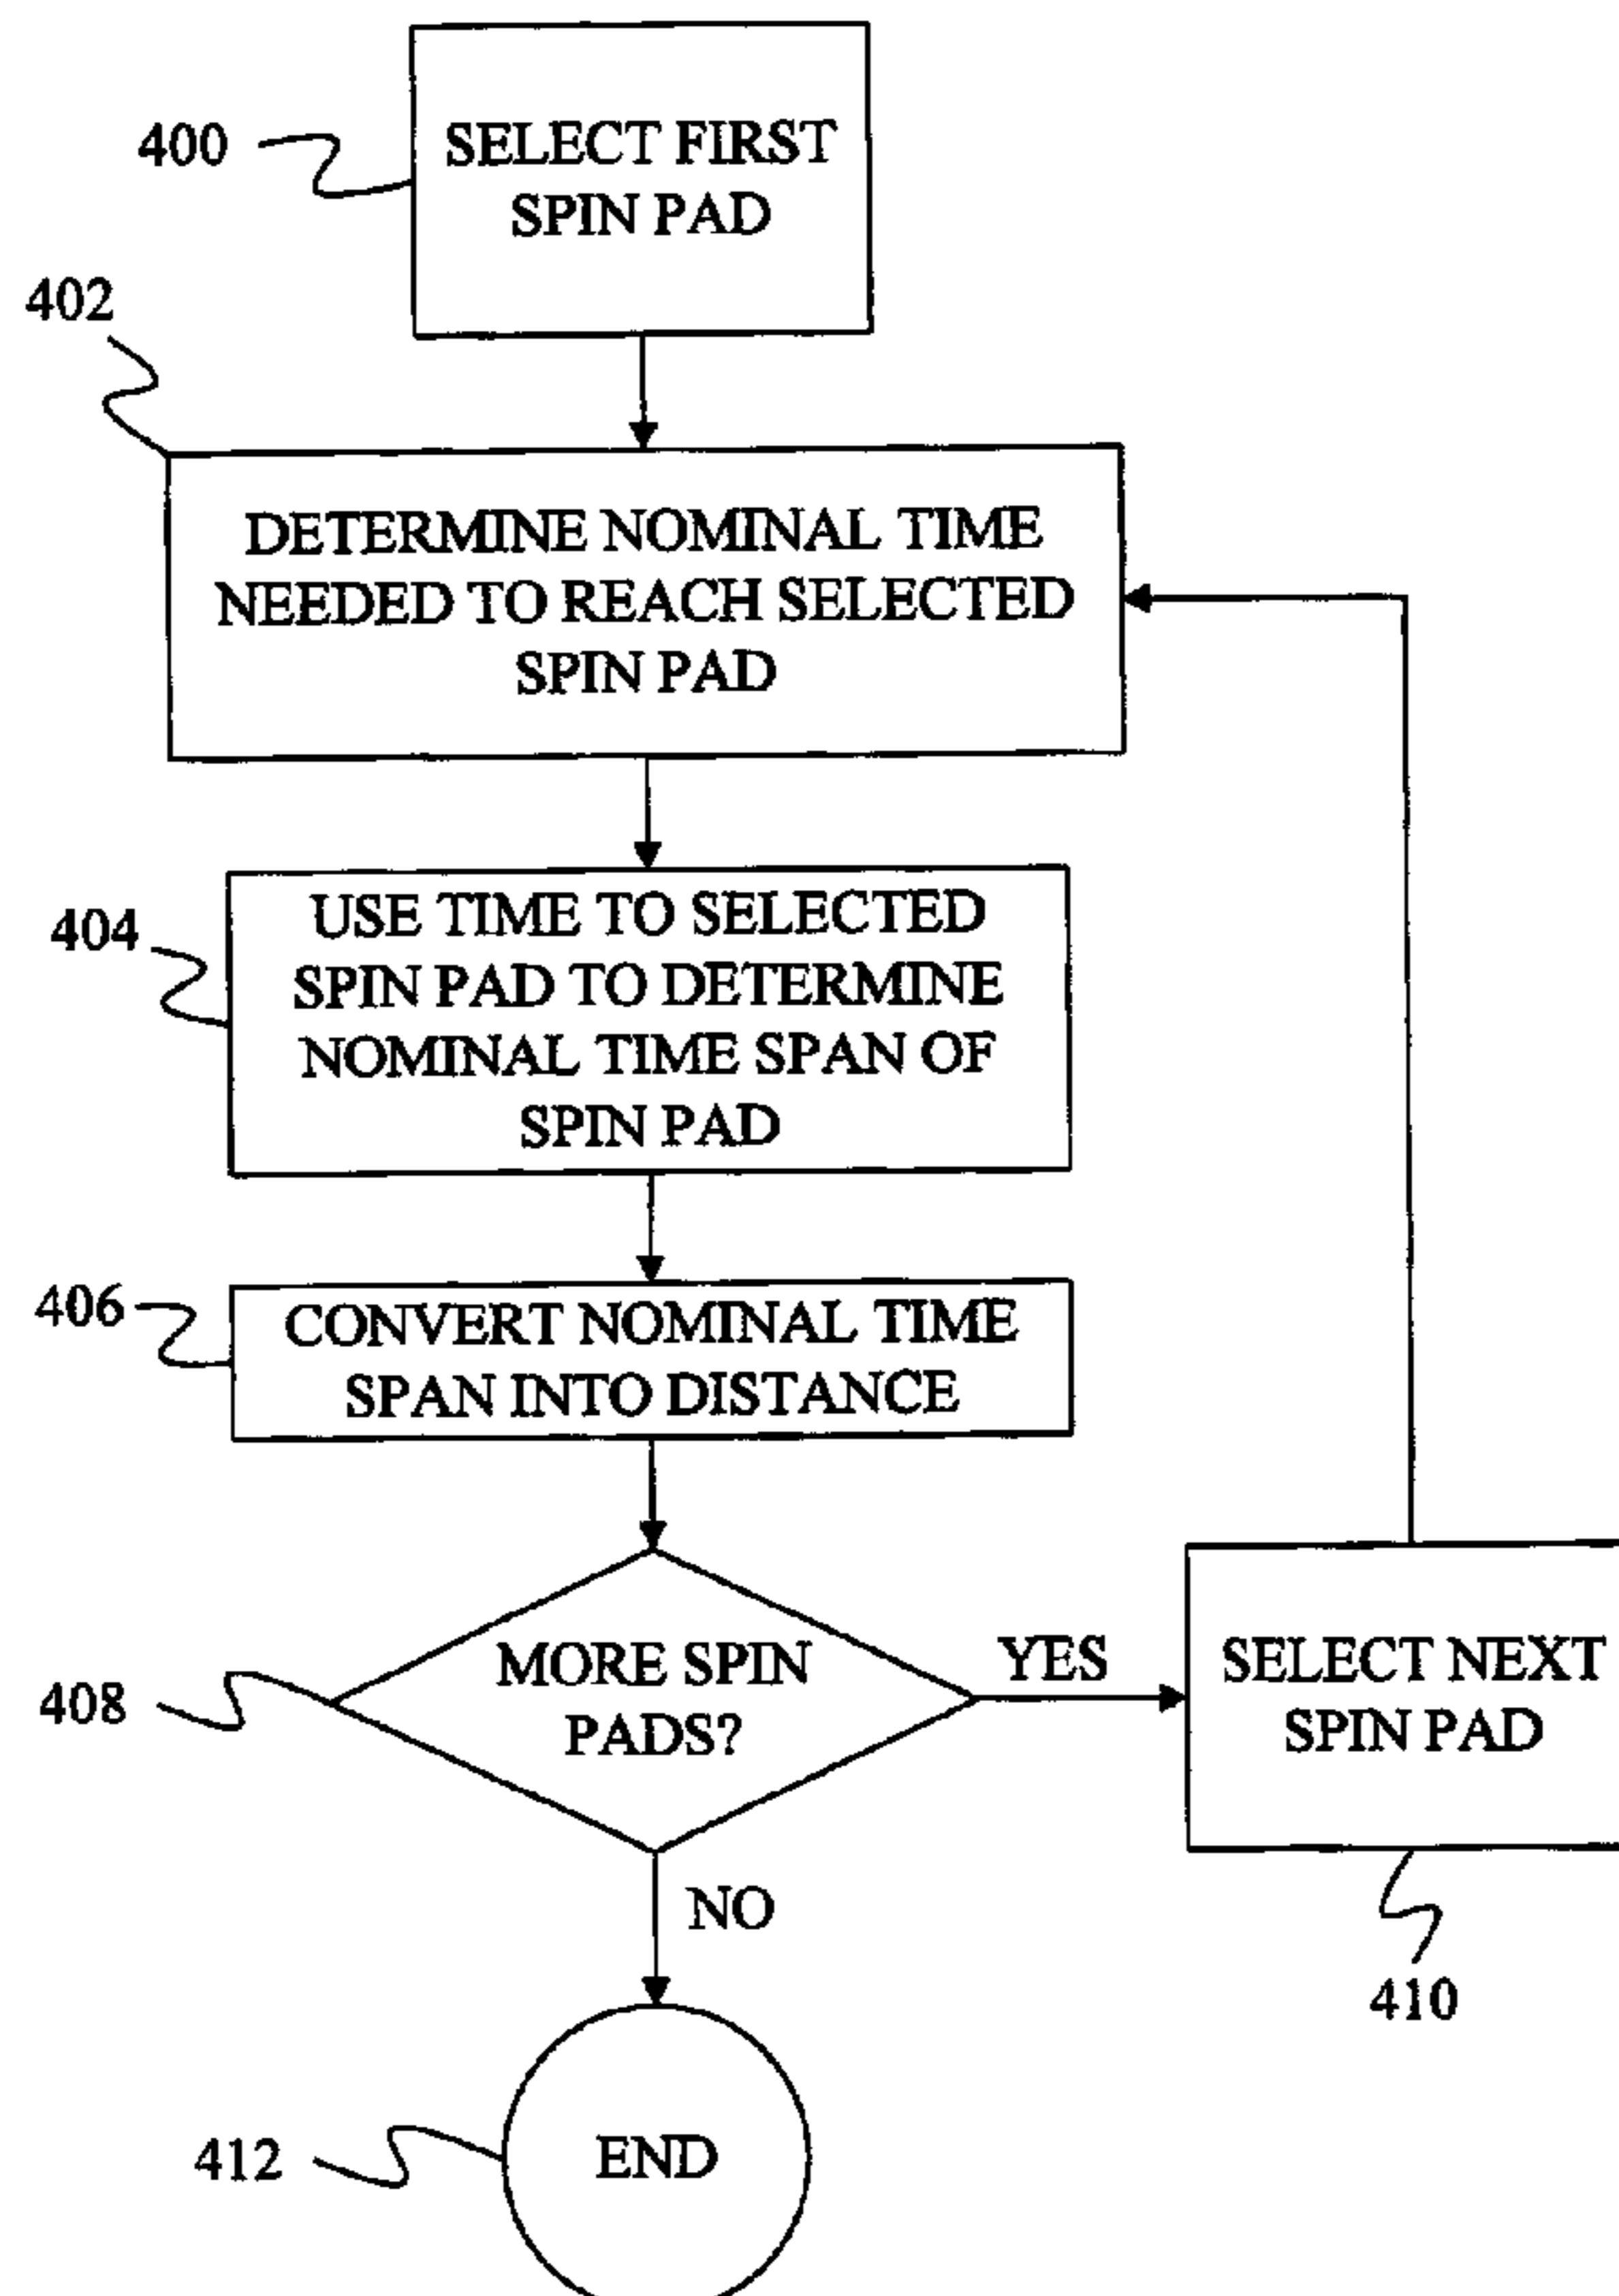 400
SELECT FIRST
SPIN PAD
402
DETERMINE NOMINAL TIME
NEEDED TO REACH SELECTED
SPIN PAD
404
USE TIME TO SELECTED
SPIN PAD TO DETERMINE
NOMINAL TIME SPAN OF
SPIN PAD
406
CONVERT NOMINAL TIME
SPAN INTO DISTANCE
408
MORE SPIN
PADS?
YES
SELECT NEXT
SPIN PAD
410
NO
412
END